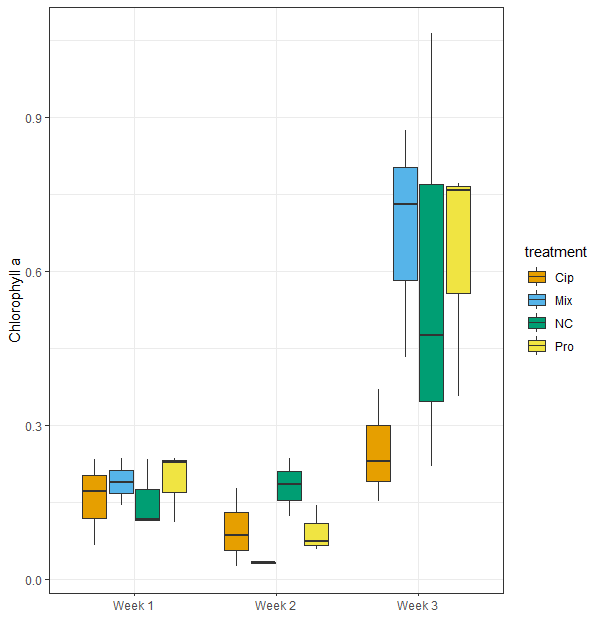 Chlorophyll a
0.9
0.6
0.3
0.0
Week 1
Week 2
Week 3
treatment
Cip
Mix
NC
Pro